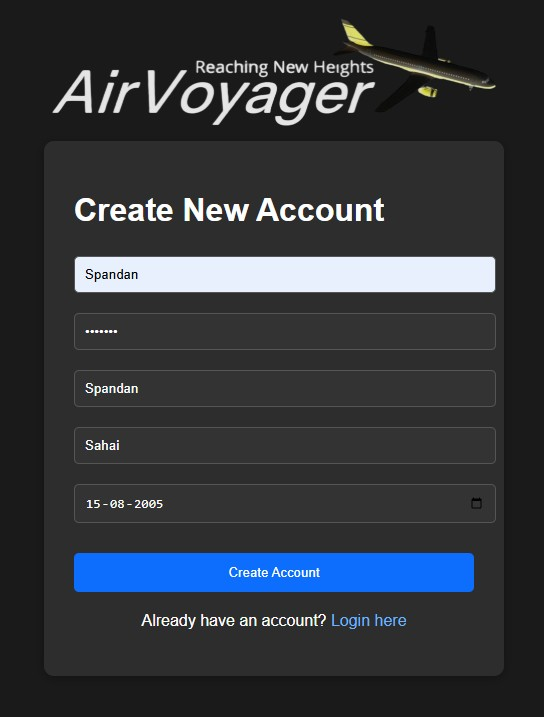 Reaching New Heights
AirVoyager
Create New Account
Spandan
•••••••
Spandan
Sahai
15-08-2005
Create Account
Already have an account? Login here